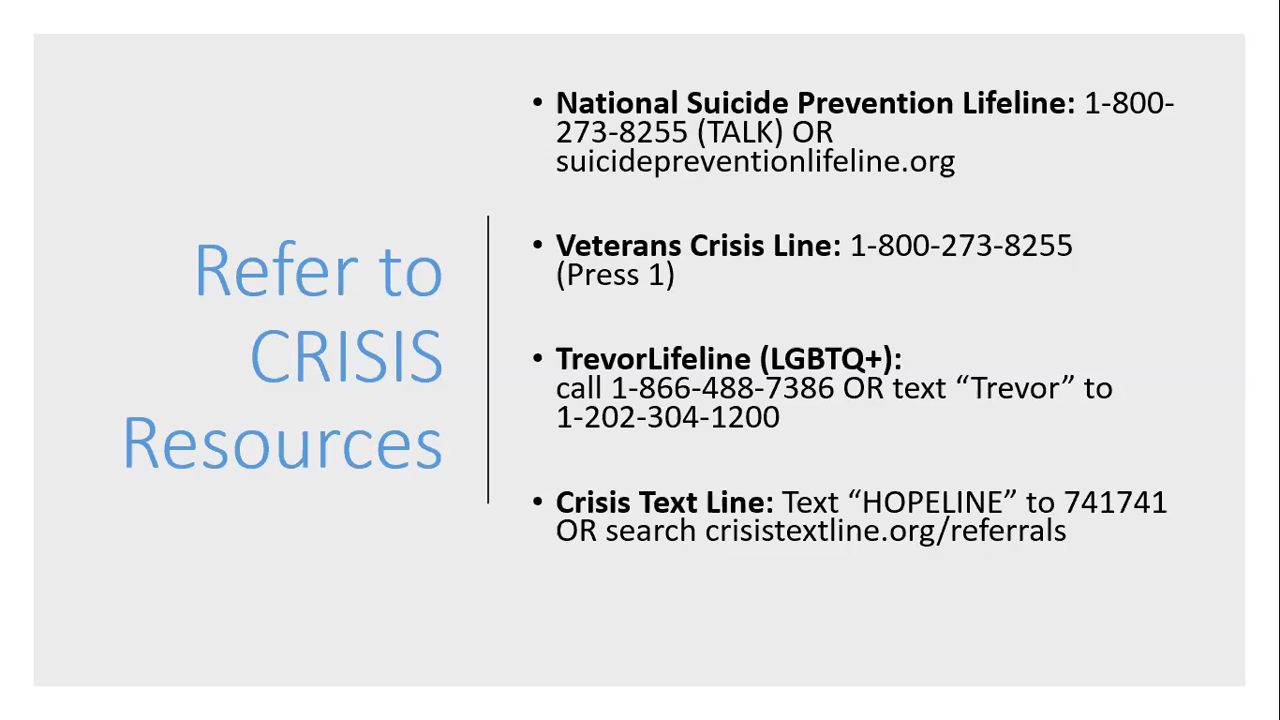 Refer to
CRISIS
Resources
• National Suicide Prevention Lifeline: 1-800-
273-8255 (TALK) OR
suicidepreventionlifeline.org
• Veterans Crisis Line: 1-800-273-8255
(Press 1)
• TrevorLifeline (LGBTQ+):
call 1-866-488-7386 OR text “Trevor” to
1-202-304-1200
• Crisis Text Line: Text “HOPELINE” to 741741
OR search crisistextline.org/referrals